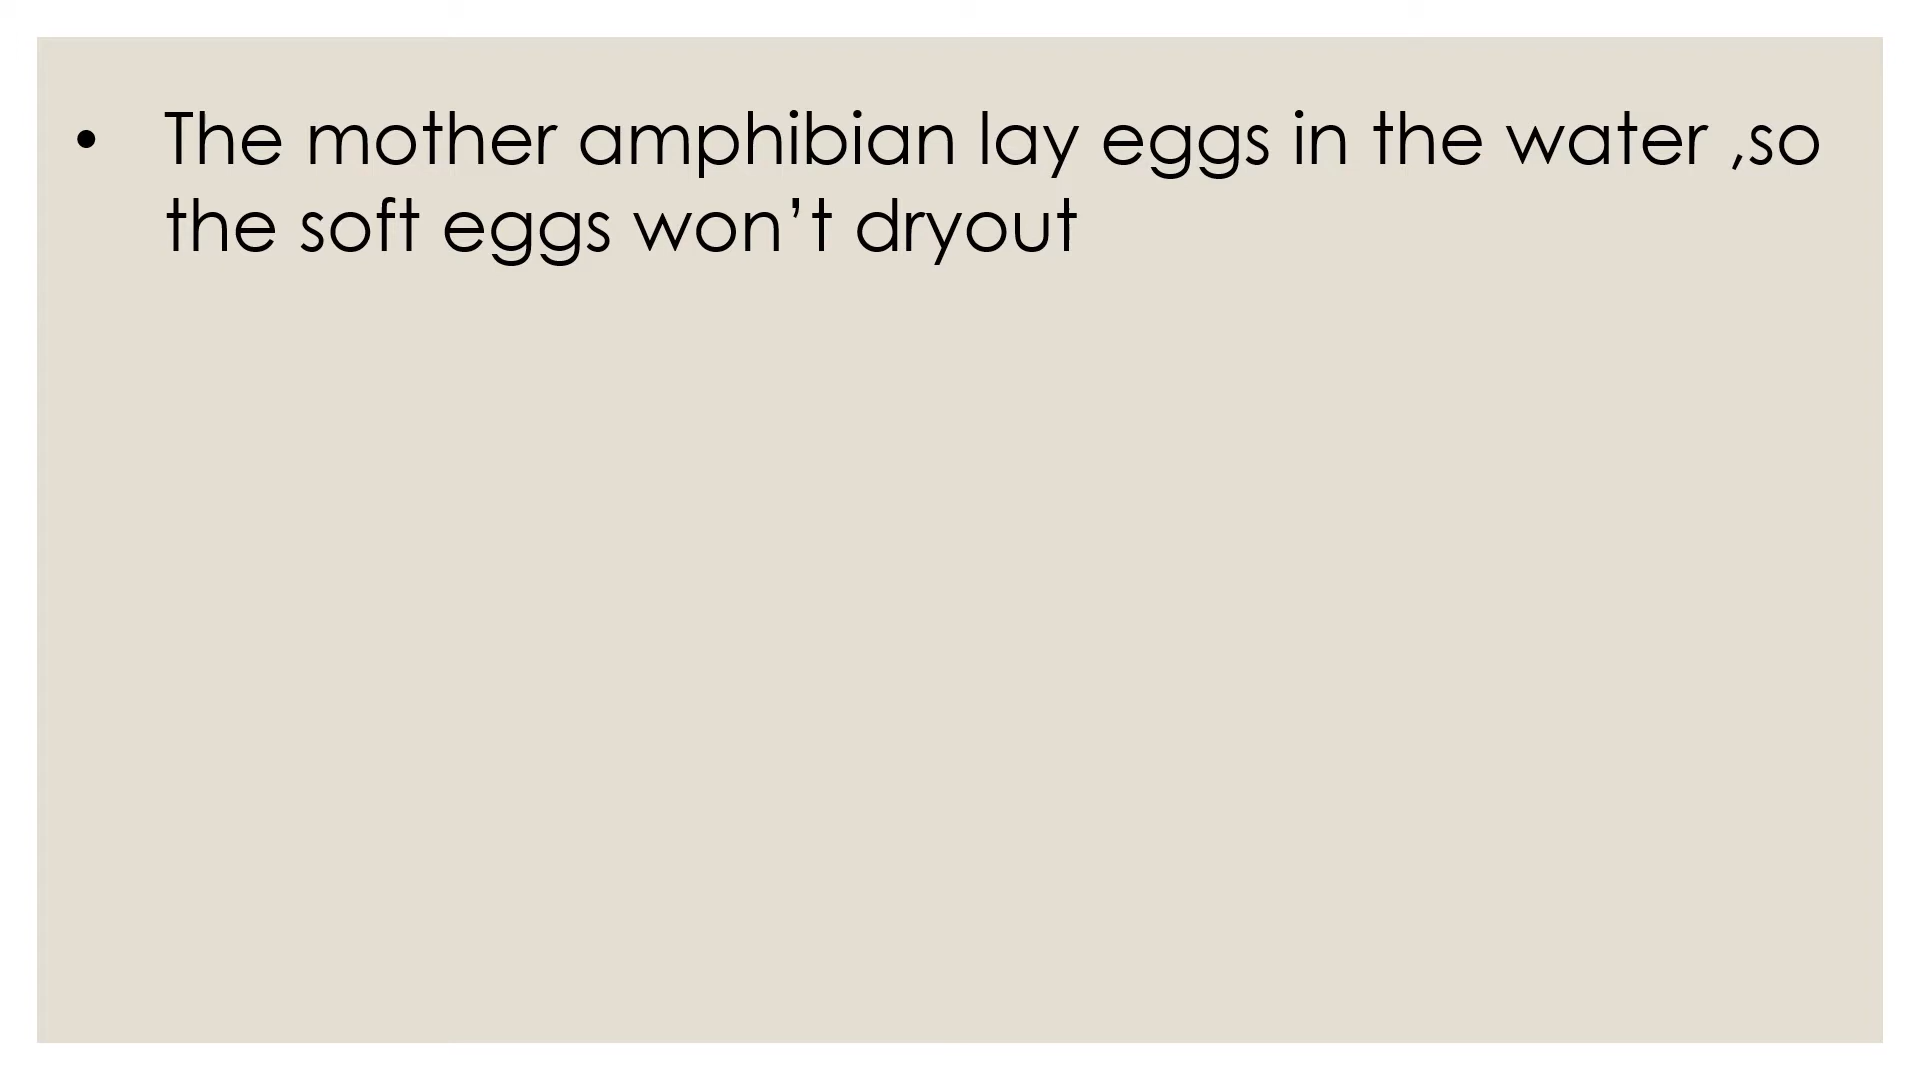 • The mother amphibian lay eggs in the water ,so
the soft eggs won’t dryout